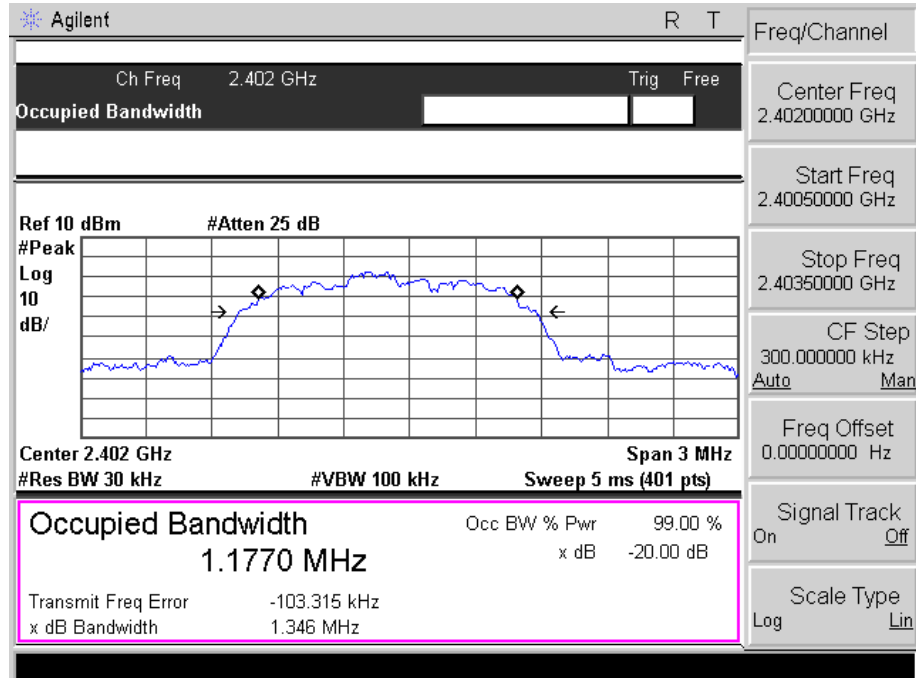 Agilent R T
Ch Freq 2.402 GHz Trig Free
Occupied Bandwidth
Ref 10 dBm #Atten 25 dB
#Peak
Log
10
dB/
Center 2.402 GHz Span 3 MHz
#Res BW 30 kHz #VBW 100 kHz Sweep 5 ms (401 pts)
Occupied Bandwidth Occ BW % Pwr 99.00 %
1.1770 MHz x dB -20.00 dB
Transmit Freq Error -103.315 kHz
x dB Bandwidth 1.346 MHz
Freq/Channel
Center Freq
2.40200000 GHz
Start Freq
2.40050000 GHz
Stop Freq
2.40350000 GHz
CF Step
300.000000 kHz
Auto Man
Freq Offset
0.00000000 Hz
Signal Track
On Off
Scale Type
Log Lin